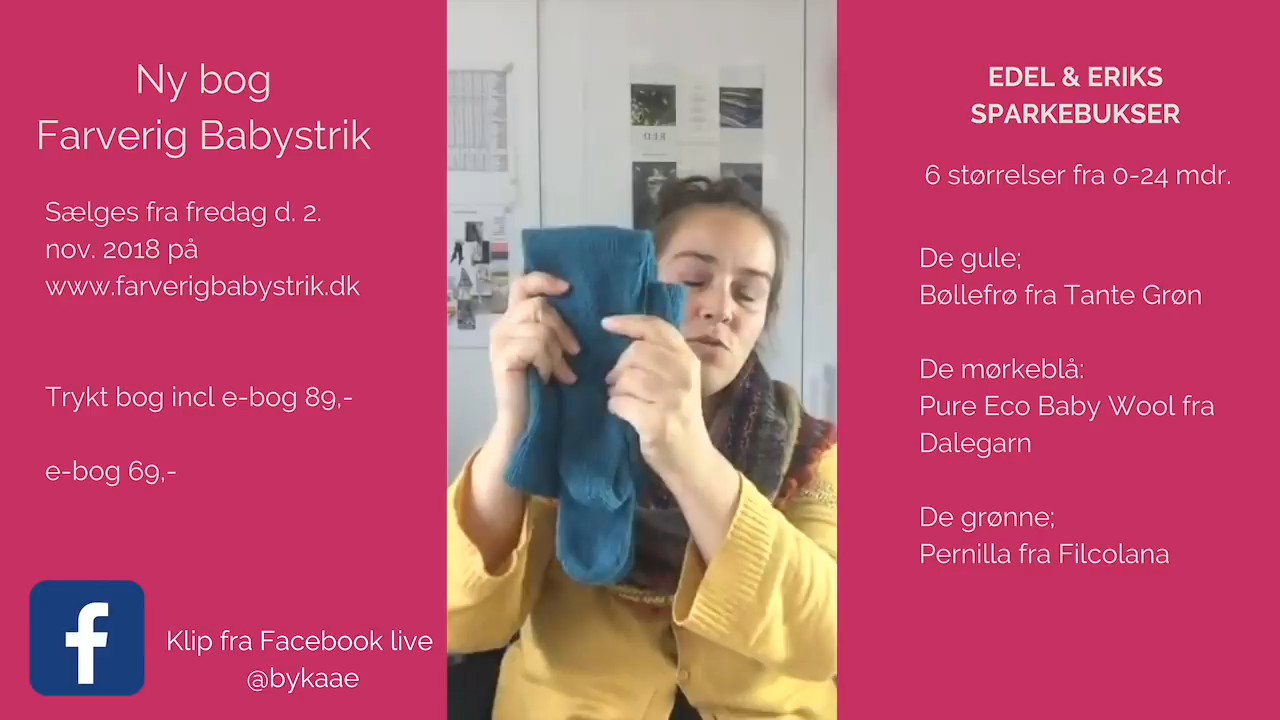 Ny bog
Farverig Babystrik
Sælges fra fredag d. 2.
nov. 2018 på
www.farverigbabystrik.dk
Trykt bog incl e-bog 89,-
e-bog 69,-
Klip fra Facebook live
@bykaae
EDEL & ERIKS
SPARKEBUKSER
6 størrelser fra 0-24 mdr.
De gule;
Bøllefrø fra Tante Grøn
De mørkeblå:
Pure Eco Baby Wool fra
Dalegarn
De grønne;
Pernilla fra Filcolana